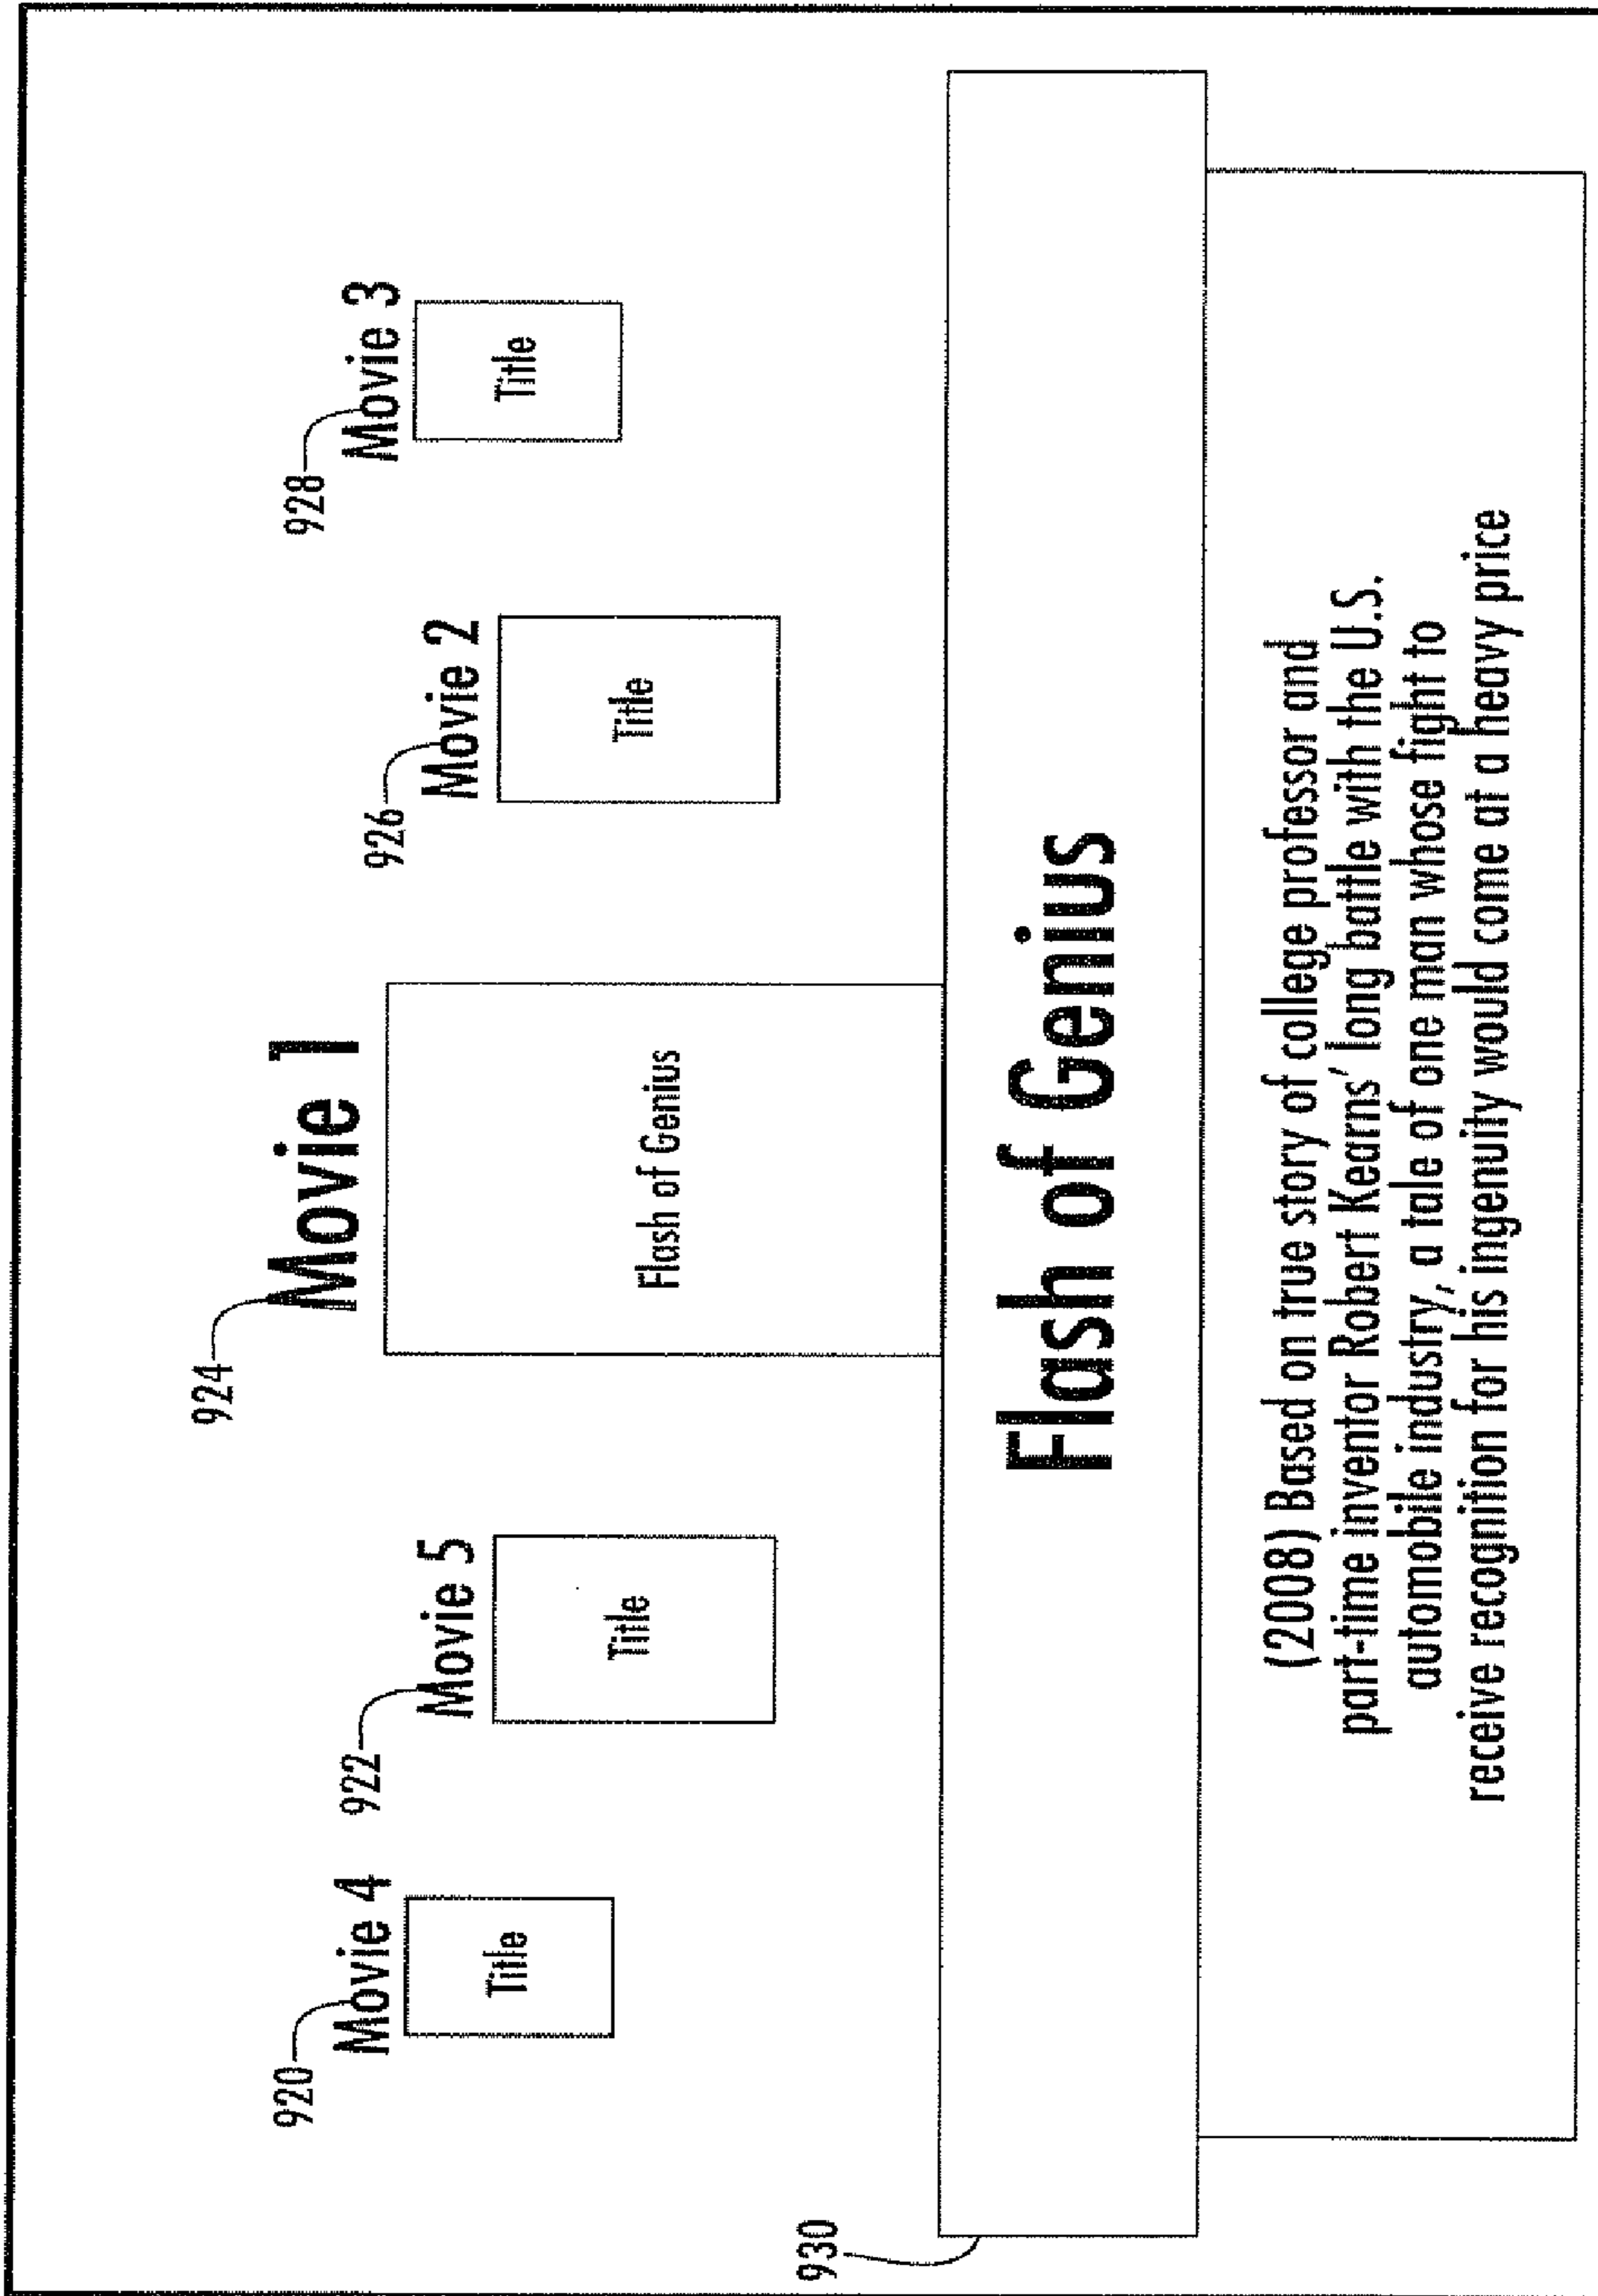 924
Movie 1
920
Movie 4
922
Movie 5
926
Movie 2
928
Movie 3
Title
Title
Flash of Genius
Title
Title
930
Flash of Genius
(2008) Based on true story of college professor and
part-time inventor Robert Kearns' long battle with the U.S.
automobile industry, a tale of one man whose fight to
receive recognition for his ingenuity would come at a heavy price